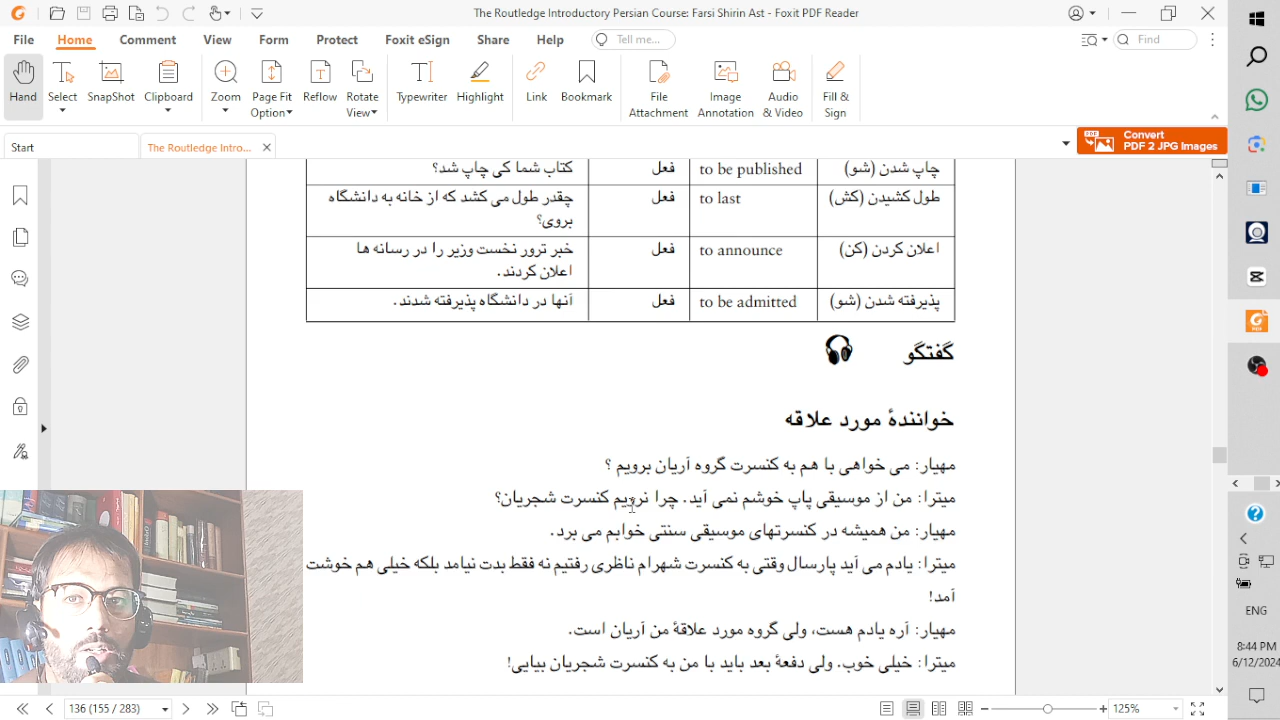 The Routledge Introductory Persian Course: Farsi Shirin Ast - Foxit PDF Reader
File Home Comment View Form Protect Foxit eSign Share Help Tell me... Find
Hand Select SnapShot Clipboard Zoom Page Fit Option Reflow Rotate View Typewriter Highlight Link Bookmark File Attachment Image Annotation Audio & Video Fill & Sign
Start The Routledge Intro... Convert PDF 2 JPG Images
چاپ شدن (شو) to be published فعل کتاب شما کی چاپ شد؟
طول کشیدن (کش) to last فعل چقدر طول می کشد که از خانه به دانشگاه
بروی؟
اعلان کردن (کن) to announce فعل خبر ترور نخست وزیر را در رسانه ها
اعلان کردند.
پذیرفته شدن (شو) to be admitted فعل آنها در دانشگاه پذیرفته شدند.
گفتگو
خوانندهٔ مورد علاقه
مهیار: می خواهی با هم به کنسرت گروه آریان برویم ؟
میترا: من از موسیقی پاپ خوشم نمی آید. چرا نرویم کنسرت شجریان؟
مهیار: من همیشه در کنسرتهای موسیقی سنتی خوابم می برد.
میترا: یادم می آید پارسال وقتی به کنسرت شهرام ناظری رفتیم نه فقط بدت نیامد بلکه خیلی هم خوشت
آمد!
مهیار: آره یادم هست، ولی گروه مورد علاقهٔ من آریان است.
میترا: خیلی خوب. ولی دفعهٔ بعد باید با من به کنسرت شجریان بیایی!
ENG
8:44 PM
6/12/2024
136 (155 / 283) 125%